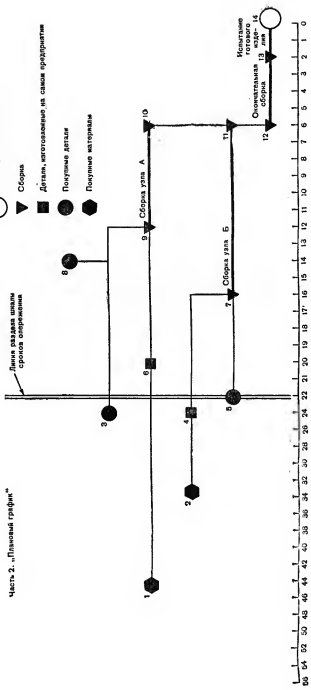 Часть 2. „Плановый график"
Линия раздела шкалы
сроков опережения
Сборка
Детали, изготовленные на самом предприятии
Покупные детали
Покупные материалы
1
2
3
4
5
6
7
8
9
10
11
12
13
14
Сборка узла А
Сборка узла Б
Окончательная
сборка
Испытание
готового
изде-
лия
56 54 52 50 48 46 44 42 40 38 36 34 32 30 28 26 24 22 21 20 19 18 17 16 15 14 13 12 11 10 9 8 7 6 5 4 3 2 1 0